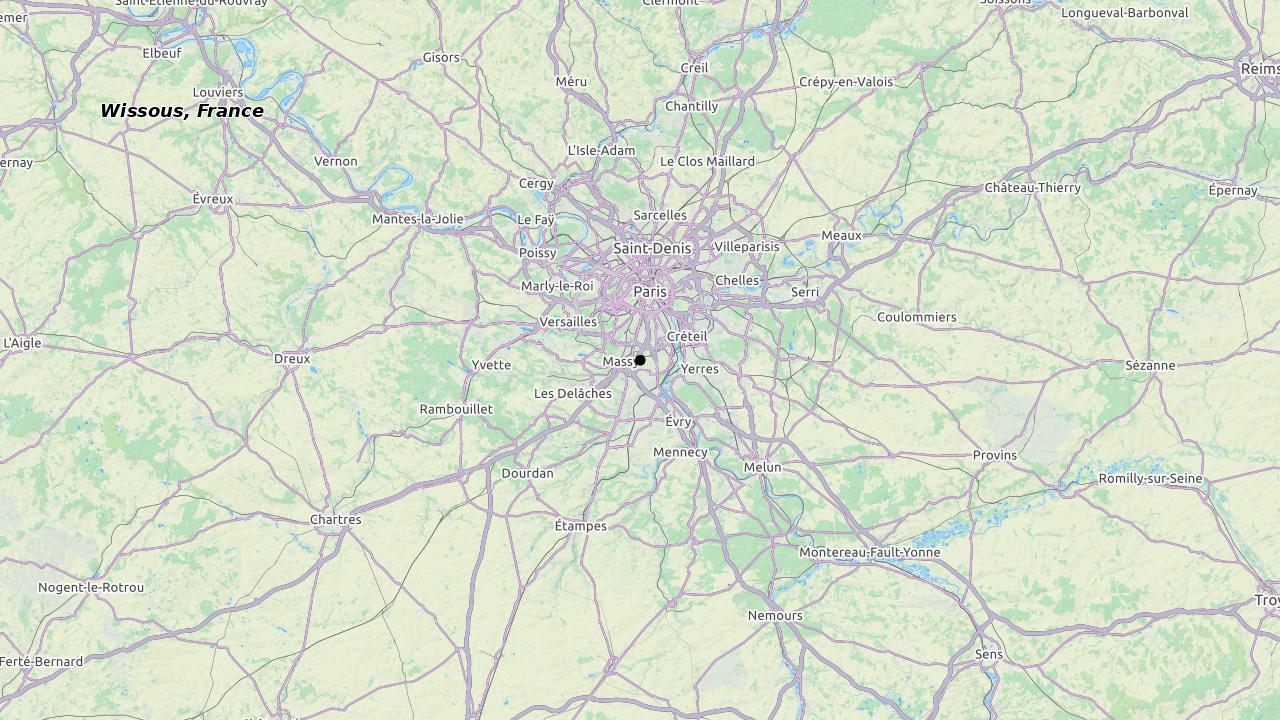 Saint-Étienne-du-Rouvray
Clermont
Soissons
Longueval-Barbonval
Elbeuf
Gisors
Creil
Reims
Louviers
Méru
Crépy-en-Valois
Chantilly
Wissous, France
L'Isle-Adam
Vernon
Le Clos Maillard
Cergy
Château-Thierry
Épernay
Évreux
Mantes-la-Jolie
Le Fay
Sarcelles
Meaux
Poissy
Saint-Denis
Villeparisis
Marly-le-Roi
Paris
Chelles
Serri
Versailles
Coulommiers
Créteil
L'Aigle
Dreux
Yvette
Massy
Yerres
Sézanne
Les Delâches
Rambouillet
Évry
Mennecy
Provins
Dourdan
Melun
Romilly-sur-Seine
Chartres
Étampes
Montereau-Fault-Yonne
Nogent-le-Rotrou
Troy
Nemours
Ferté-Bernard
Sens